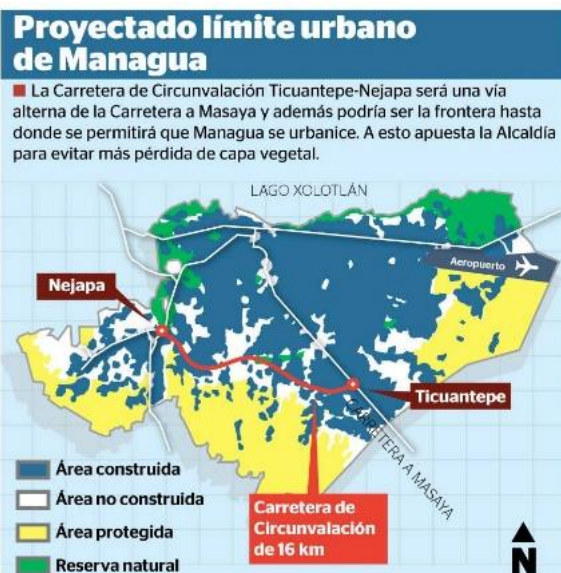 Proyectado límite urbano
de Managua
La Carretera de Circunvalación Ticuantepe-Nejapa será una vía
alterna de la Carretera a Masaya y además podría ser la frontera hasta
donde se permitirá que Managua se urbanice. A esto apuesta la Alcaldía
para evitar más pérdida de capa vegetal.
LAGO XOLOTLÁN
Aeropuerto
Nejapa
Ticuantepe
CARRETERA A MASAYA
Área construida
Área no construida
Área protegida
Reserva natural
Carretera de
Circunvalación
de 16 km
N